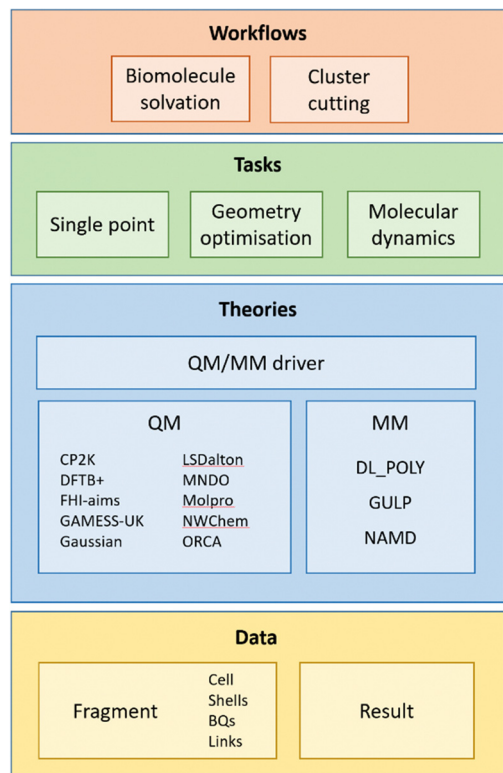 Workflows
Biomolecule
solvation
Cluster
cutting
Tasks
Single point
Geometry
optimisation
Molecular
dynamics
Theories
QM/MM driver
QM
CP2K
DFTB+
FHI-aims
GAMESS-UK
Gaussian
LSDalton
MNDO
Molpro
NWChem
ORCA
MM
DL_POLY
GULP
NAMD
Data
Fragment
Cell
Shells
BQs
Links
Result